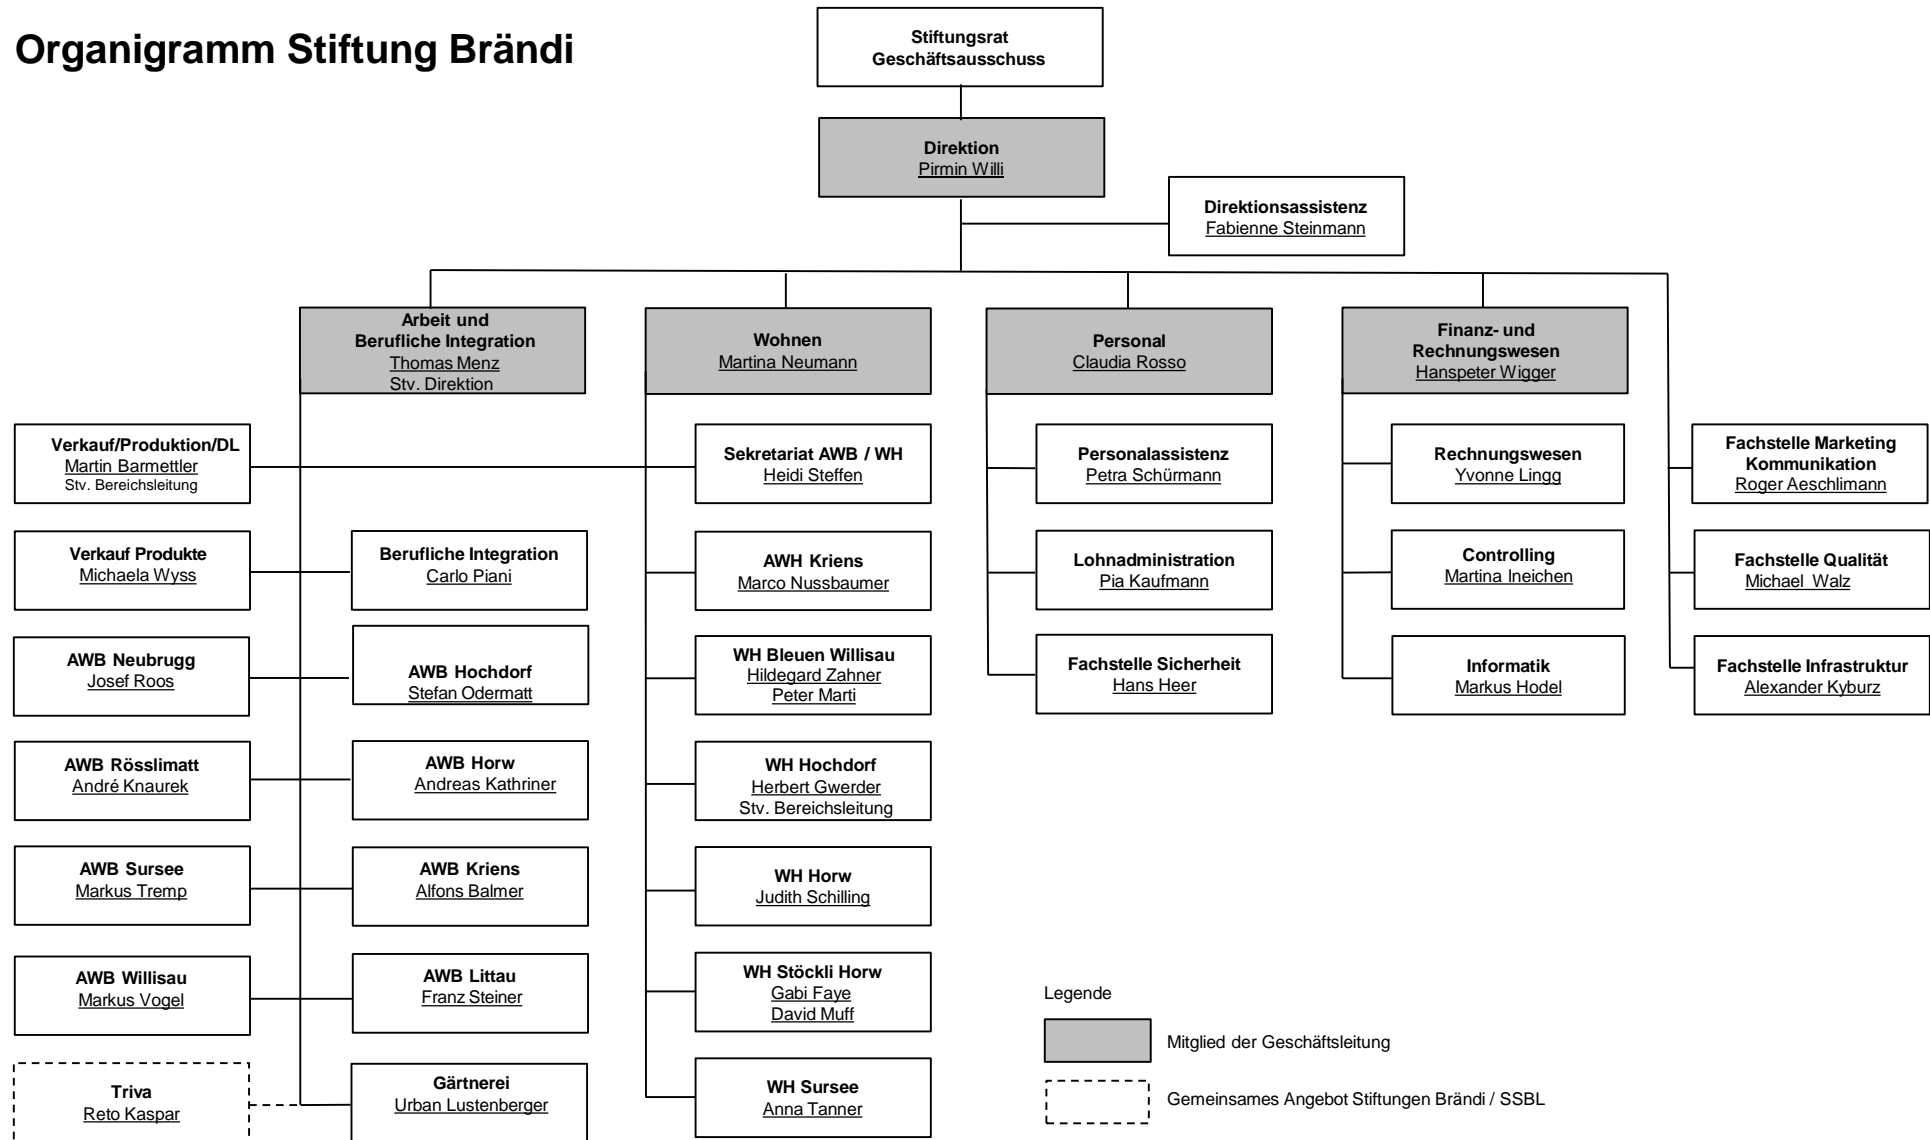 Organigramm Stiftung Brändi
Stiftungsrat
Geschäftsausschuss
Direktion
Pirmin Willi
Direktionsassistenz
Fabienne Steinmann
Arbeit und
Berufliche Integration
Thomas Menz
Stv. Direktion
Wohnen
Martina Neumann
Personal
Claudia Rosso
Finanz- und
Rechnungswesen
Hanspeter Wigger
Verkauf/Produktion/DL
Martin Barmettler
Stv. Bereichsleitung
Sekretariat AWB / WH
Heidi Steffen
Personalassistenz
Petra Schürmann
Rechnungswesen
Yvonne Lingg
Fachstelle Marketing
Kommunikation
Roger Aeschlimann
Verkauf Produkte
Michaela Wyss
Berufliche Integration
Carlo Piani
AWH Kriens
Marco Nussbaumer
Lohnadministration
Pia Kaufmann
Controlling
Martina Ineichen
Fachstelle Qualität
Michael Walz
AWB Neubrugg
Josef Roos
AWB Hochdorf
Stefan Odermatt
WH Bleuen Willisau
Hildegard Zahner
Peter Marti
Fachstelle Sicherheit
Hans Heer
Informatik
Markus Hodel
Fachstelle Infrastruktur
Alexander Kyburz
AWB Rösslimatt
André Knaurek
AWB Horw
Andreas Kathriner
WH Hochdorf
Herbert Gwerder
Stv. Bereichsleitung
AWB Sursee
Markus Tremp
AWB Kriens
Alfons Balmer
WH Horw
Judith Schilling
AWB Willisau
Markus Vogel
AWB Littau
Franz Steiner
WH Stöckli Horw
Gabi Faye
David Muff
Triva
Reto Kaspar
Gärtnerei
Urban Lustenberger
WH Sursee
Anna Tanner
Legende
Mitglied der Geschäftsleitung
Gemeinsames Angebot Stiftungen Brändi / SSBL